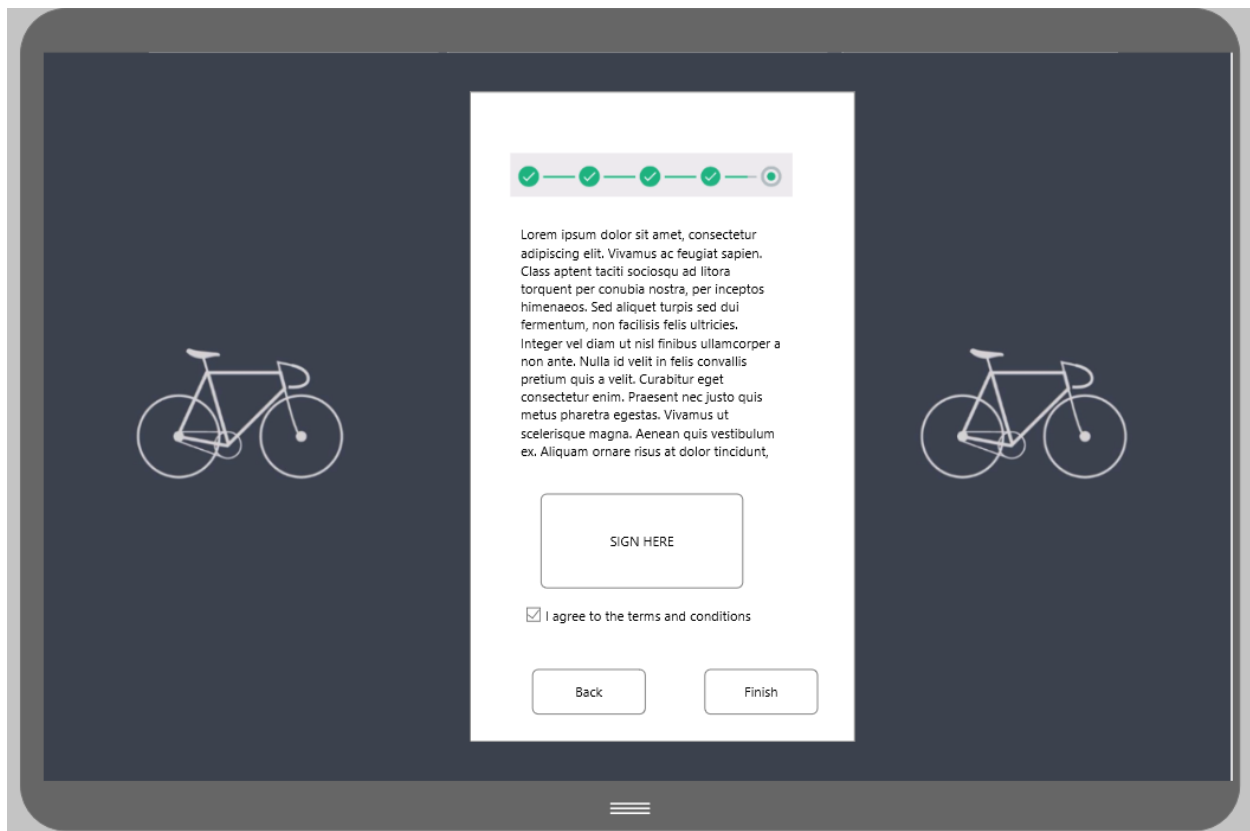 Lorem ipsum dolor sit amet, consectetur
adipiscing elit. Vivamus ac feugiat sapien.
Class aptent taciti sociosqu ad litora
torquent per conubia nostra, per inceptos
himenaeos. Sed aliquet turpis sed dui
fermentum, non facilisis felis ultricies.
Integer vel diam ut nisl finibus ullamcorper a
non ante. Nulla id velit in felis convallis
pretium quis a velit. Curabitur eget
consectetur enim. Praesent nec justo quis
metus pharetra egestas. Vivamus ut
scelerisque magna. Aenean quis vestibulum
ex. Aliquam ornare risus at dolor tincidunt,
SIGN HERE
I agree to the terms and conditions
Back Finish